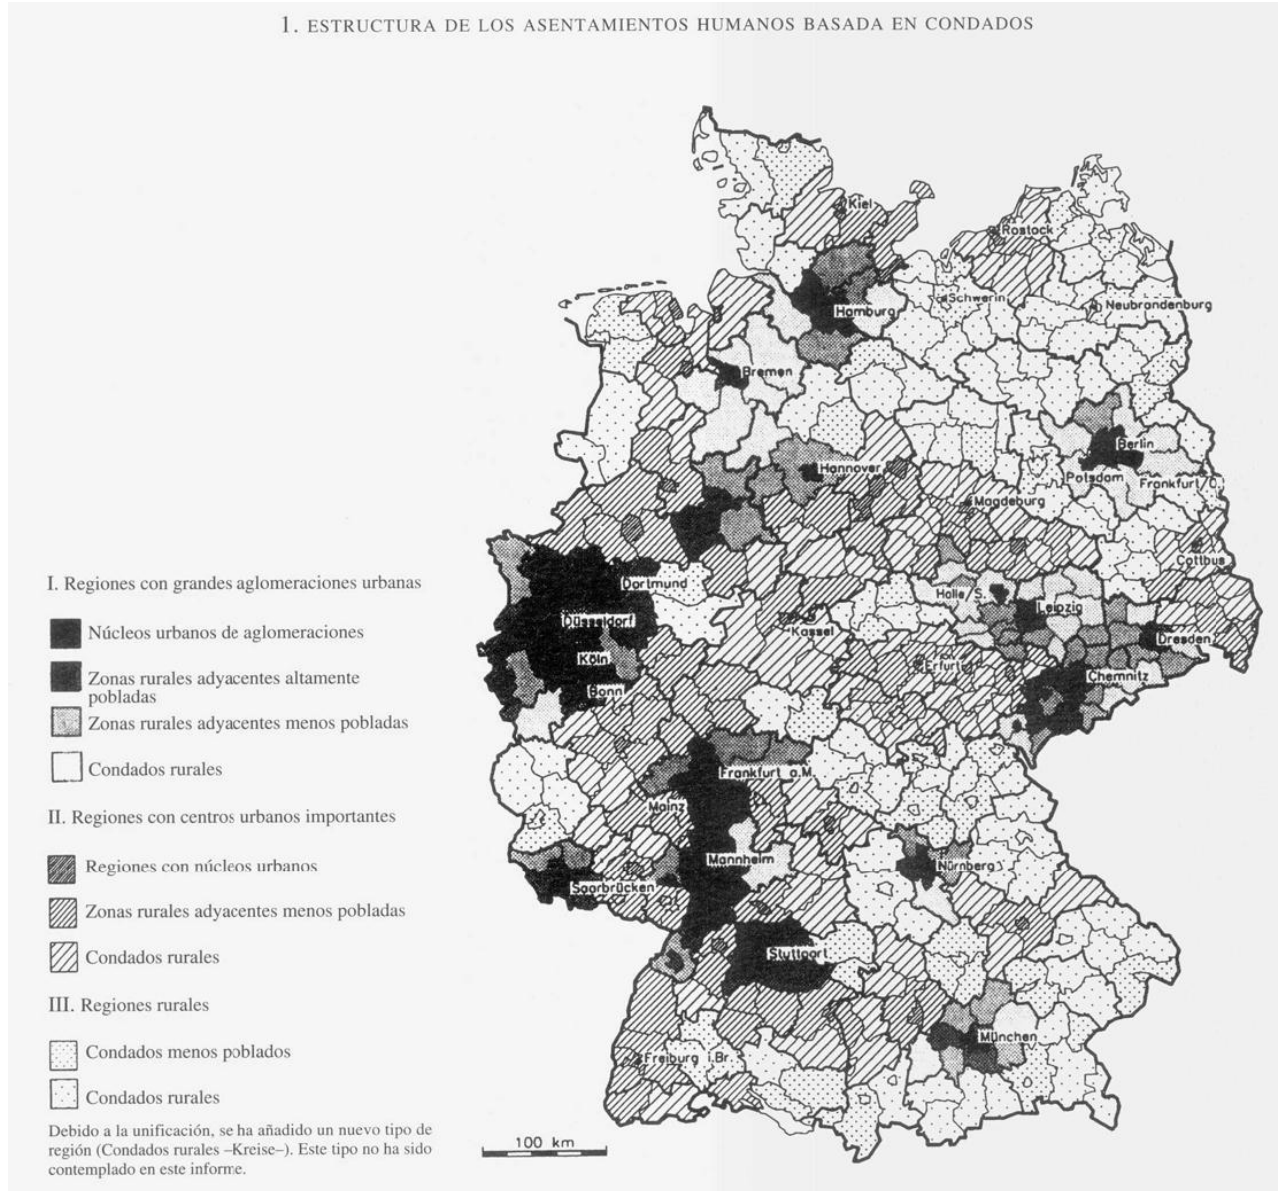 1. ESTRUCTURA DE LOS ASENTAMIENTOS HUMANOS BASADA EN CONDADOS
Kiel
Rostock
Schwerin
Neubrandenburg
Hamburg
Bremen
Berlin
Hannover
Potsdam
Frankfurt/O.
Magdeburg
Cottbus
I. Regiones con grandes aglomeraciones urbanas
Dortmund
Halle/S.
Leipzig
Núcleos urbanos de aglomeraciones
Düsseldorf
Kassel
Dresden
Köln
Erfurt
Zonas rurales adyacentes altamente
pobladas
Chemnitz
Bonn
Zonas rurales adyacentes menos pobladas
Condados rurales
Frankfurt a.M.
Mainz
II. Regiones con centros urbanos importantes
Regiones con núcleos urbanos
Mannheim
Nürnberg
Saarbrücken
Zonas rurales adyacentes menos pobladas
Condados rurales
Stuttgart
III. Regiones rurales
München
Condados menos poblados
Freiburg i.Br.
Condados rurales
Debido a la unificación, se ha añadido un nuevo tipo de
región (Condados rurales –Kreise–). Este tipo no ha sido
contemplado en este informe.
100 km